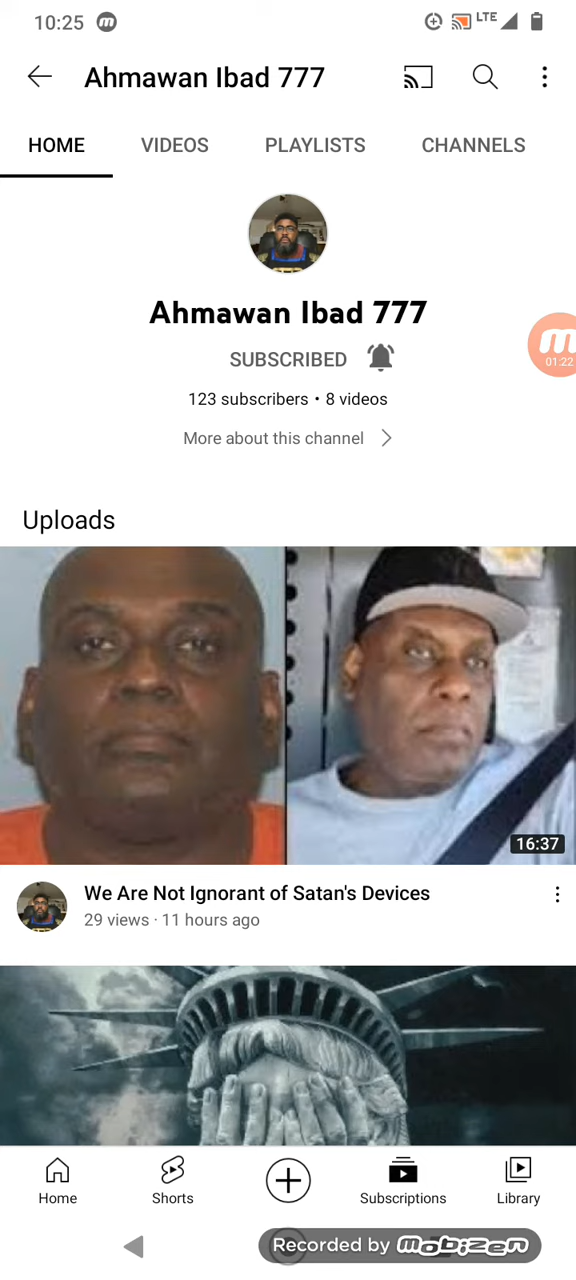 10:25 m LTE
Ahmawan Ibad 777
HOME VIDEOS PLAYLISTS CHANNELS
Ahmawan Ibad 777
SUBSCRIBED
m
01:22
123 subscribers • 8 videos
More about this channel
Uploads
16:37
We Are Not Ignorant of Satan's Devices
29 views · 11 hours ago
Home Shorts Subscriptions Library
Recorded by mobizen